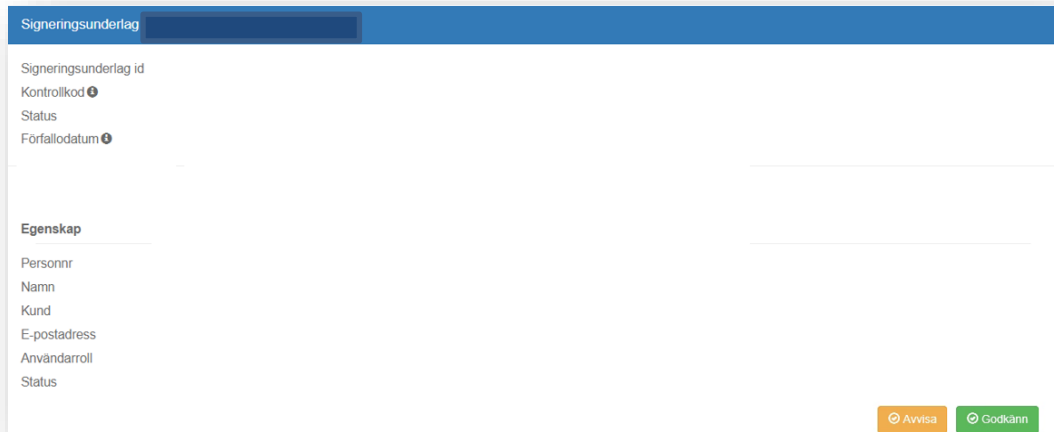 Signeringsunderlag
Signeringsunderlag id
Kontrollkod
Status
Förfallodatum
Egenskap
Personnr
Namn
Kund
E-postadress
Användarroll
Status
Avvisa Godkänn